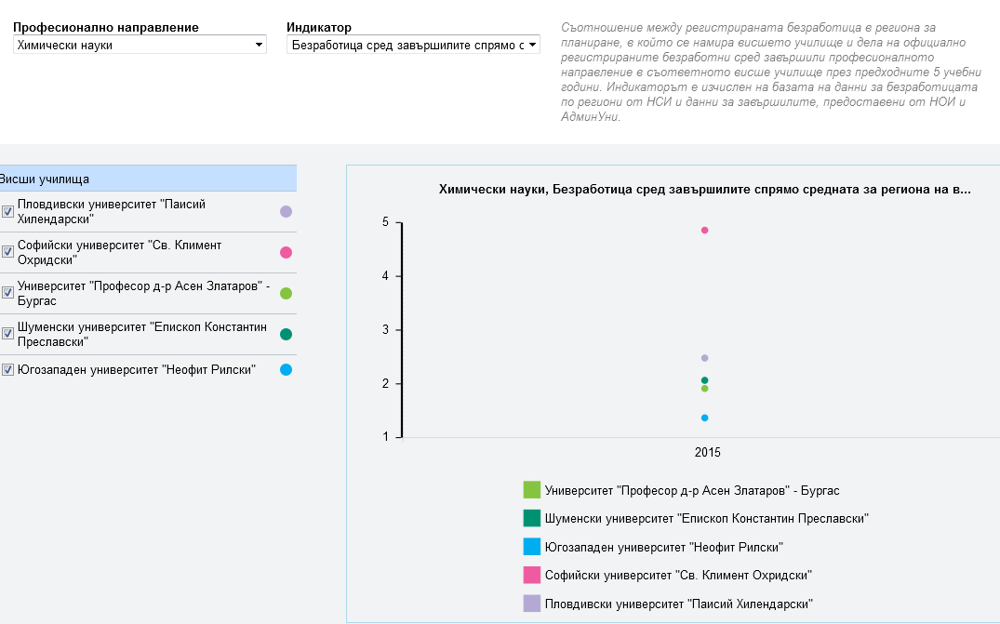 Професионално направление
Химически науки
Индикатор
Безработица сред завършилите спрямо с
Съотношение между регистрираната безработица в региона за
планиране, в който се намира висшето училище и дела на официално
регистрираните безработни сред завършили професионалното
направление в съответното висше училище през предходните 5 учебни
години. Индикаторът е изчислен на базата на данни за безработицата
по региони от НСИ и данни за завършилите, предоставени от НОИ и
АдминУни.
Висши училища
Пловдивски университет "Паисий
Хилендарски"
Софийски университет "Св. Климент
Охридски"
Университет "Професор д-р Асен Златаров" -
Бургас
Шуменски университет "Епископ Константин
Преславски"
Югозападен университет "Неофит Рилски"
Химически науки, Безработица сред завършилите спрямо средната за региона на в...
5
4
3
2
1
2015
Университет "Професор д-р Асен Златаров" - Бургас
Шуменски университет "Епископ Константин Преславски"
Югозападен университет "Неофит Рилски"
Софийски университет "Св. Климент Охридски"
Пловдивски университет "Паисий Хилендарски"